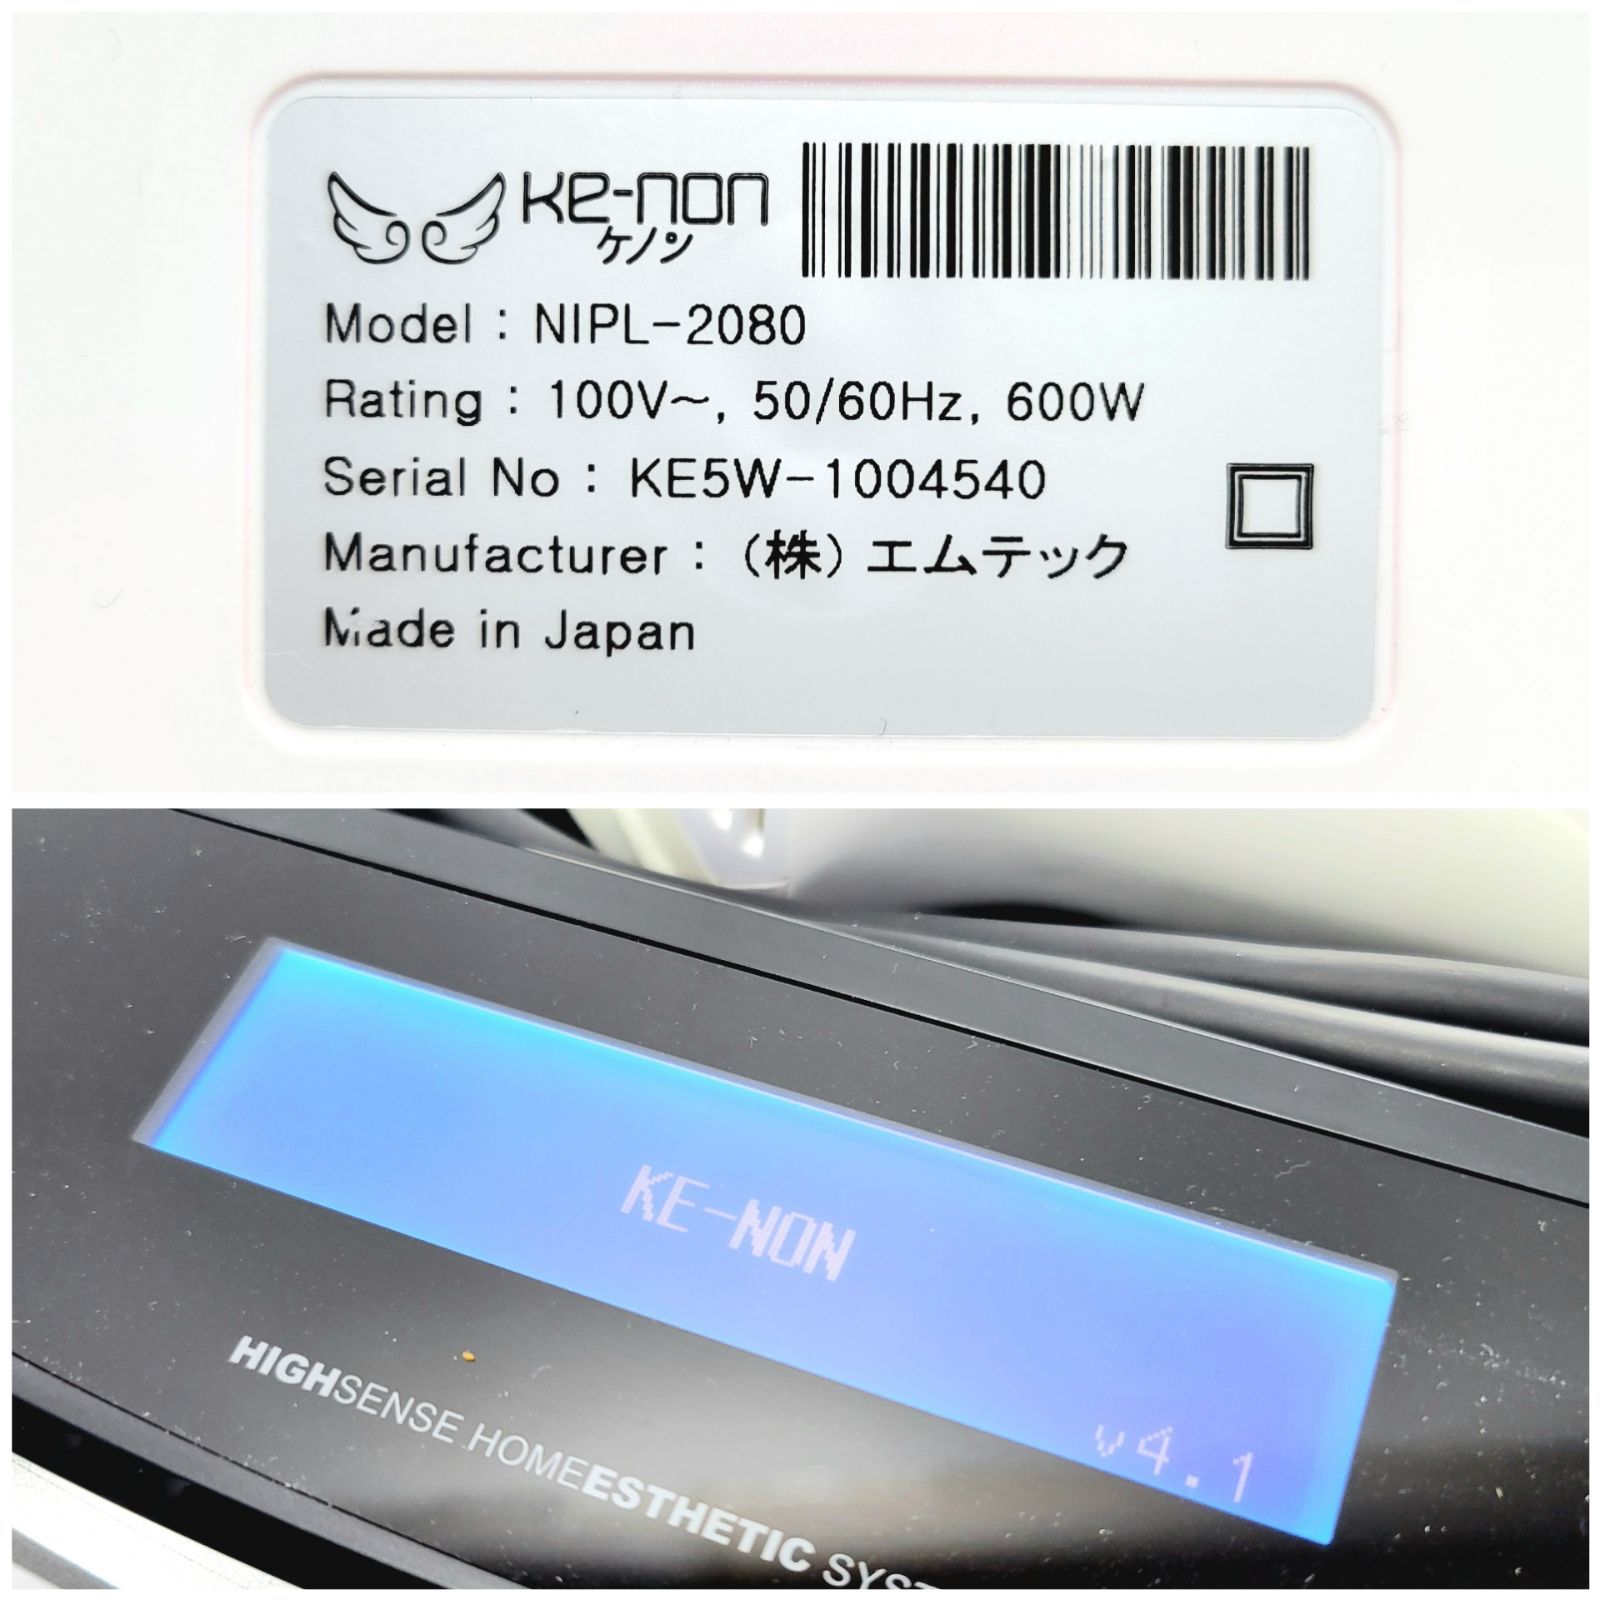 Ke-non
ケノン
Model : NIPL-2080
Rating : 100V~, 50/60Hz, 600W
Serial No : KE5W-1004540
Manufacturer : (株) エムテック
Made in Japan
KE-NON
v4.1
HIGHSENSE.HOMEESTHETIC SYST